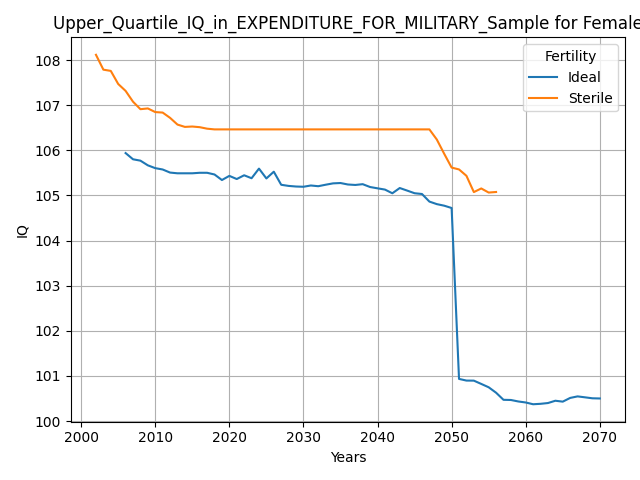 Upper_Quartile_IQ_in_EXPENDITURE_FOR_MILITARY_Sample for Female
Fertility
Ideal
Sterile
IQ
108
107
106
105
104
103
102
101
100
2000 2010 2020 2030 2040 2050 2060 2070
Years